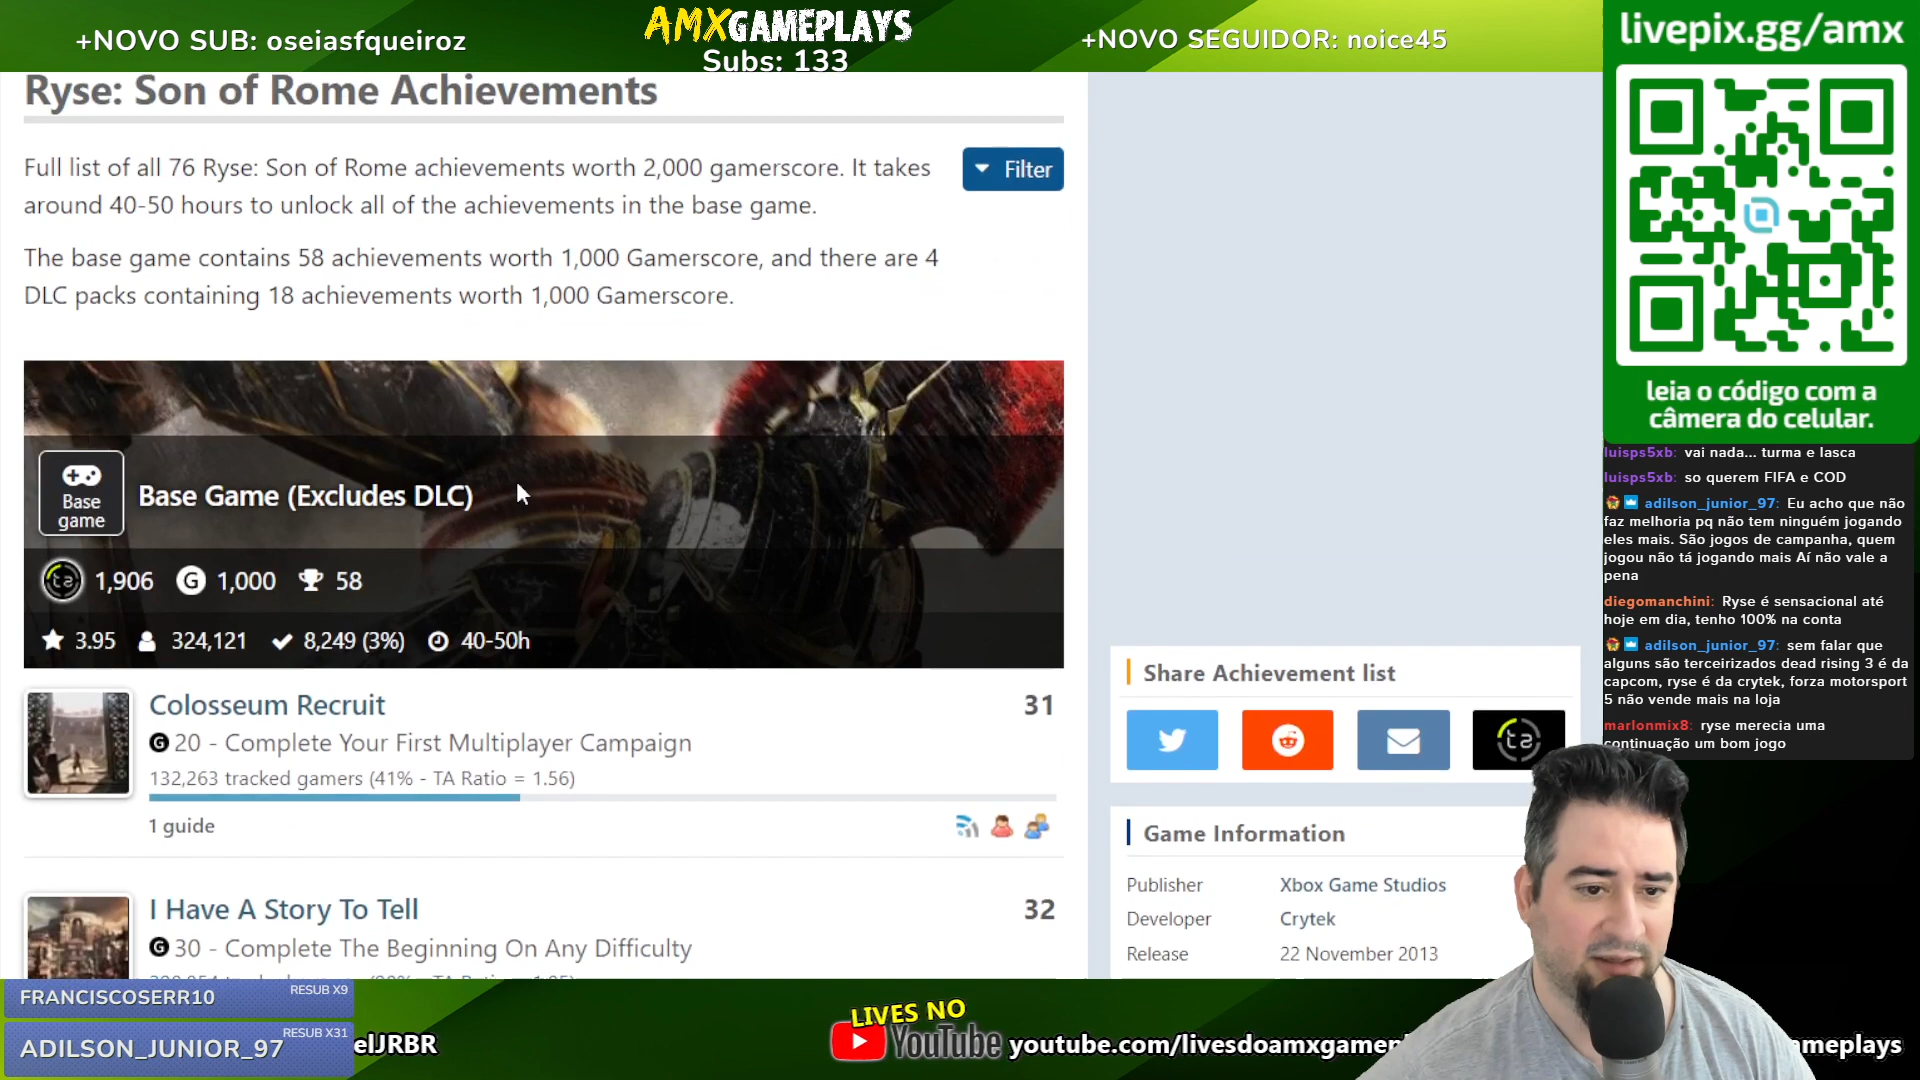 +NOVO SUB: oseiasfqueiroz
AMXGAMEPLAYS
Subs: 133
+NOVO SEGUIDOR: noice45
livepix.gg/amx
leia o código com a
câmera do celular.
Ryse: Son of Rome Achievements
Full list of all 76 Ryse: Son of Rome achievements worth 2,000 gamerscore. It takes
around 40-50 hours to unlock all of the achievements in the base game.
Filter
The base game contains 58 achievements worth 1,000 Gamerscore, and there are 4
DLC packs containing 18 achievements worth 1,000 Gamerscore.
Base
game
Base Game (Excludes DLC)
ta 1,906 G 1,000 58
3.95 324,121 8,249 (3%) 40-50h
Colosseum Recruit 31
G 20 - Complete Your First Multiplayer Campaign
132,263 tracked gamers (41% - TA Ratio = 1.56)
1 guide
I Have A Story To Tell 32
G 30 - Complete The Beginning On Any Difficulty
Share Achievement list
ta
Game Information
Publisher Xbox Game Studios
Developer Crytek
Release 22 November 2013
luisps5xb: vai nada... turma e lasca
luisps5xb: so querem FIFA e COD
adilson_junior_97: Eu acho que não
faz melhoria pq não tem ninguém jogando
eles mais. São jogos de campanha, quem
jogou não tá jogando mais Aí não vale a
pena
diegomanchini: Ryse é sensacional até
hoje em dia, tenho 100% na conta
adilson_junior_97: sem falar que
alguns são terceirizados dead rising 3 é da
capcom, ryse é da crytek, forza motorsport
5 não vende mais na loja
marlonmix8: ryse merecia uma
continuação um bom jogo
FRANCISCOSERR10 RESUB X9
ADILSON_JUNIOR_97 RESUB X31
elJRBR
LIVES NO
YouTube
youtube.com/livesdoamxgamep
ameplays